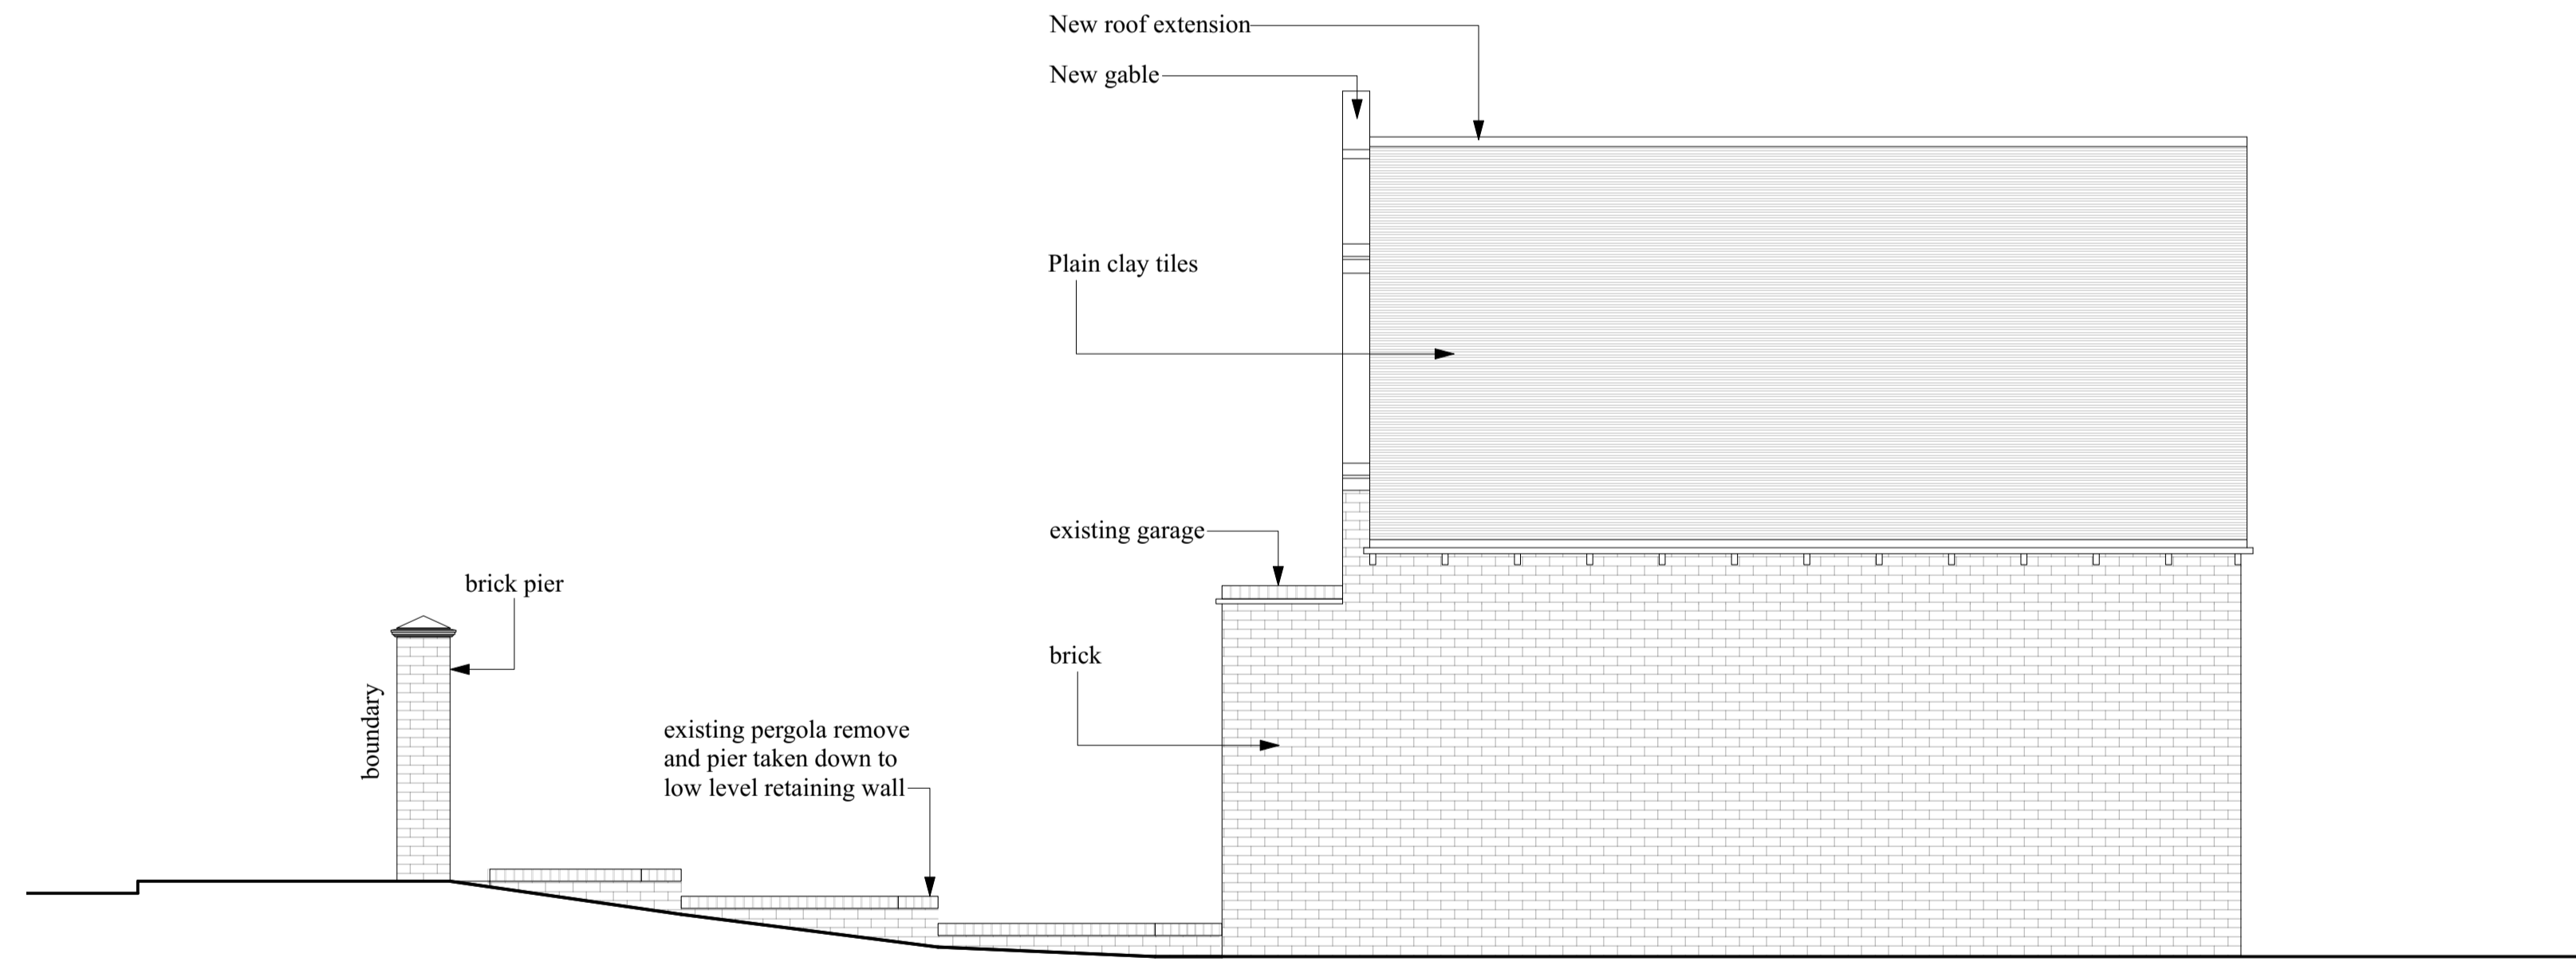 New roof extension
New gable
Plain clay tiles
existing garage
brick pier
brick
boundary
existing pergola remove
and pier taken down to
low level retaining wall